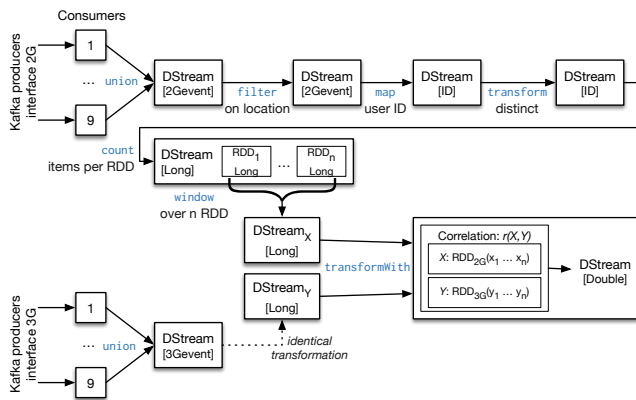 Consumers
Kafka producers
interface 2G
1
... union
9
DStream
[2Gevent]
filter
on location
DStream
[2Gevent]
map
user ID
DStream
[ID]
transform
distinct
DStream
[ID]
count
items per RDD
DStream
[Long]
RDD1
Long
...
RDDn
Long
window
over n RDD
DStreamX
[Long]
transformWith
DStreamY
[Long]
Correlation: r(X,Y)
X: RDD2G(x1 ... xn)
Y: RDD3G(y1 ... yn)
DStream
[Double]
Kafka producers
interface 3G
1
... union
9
DStream
[3Gevent]
identical
transformation